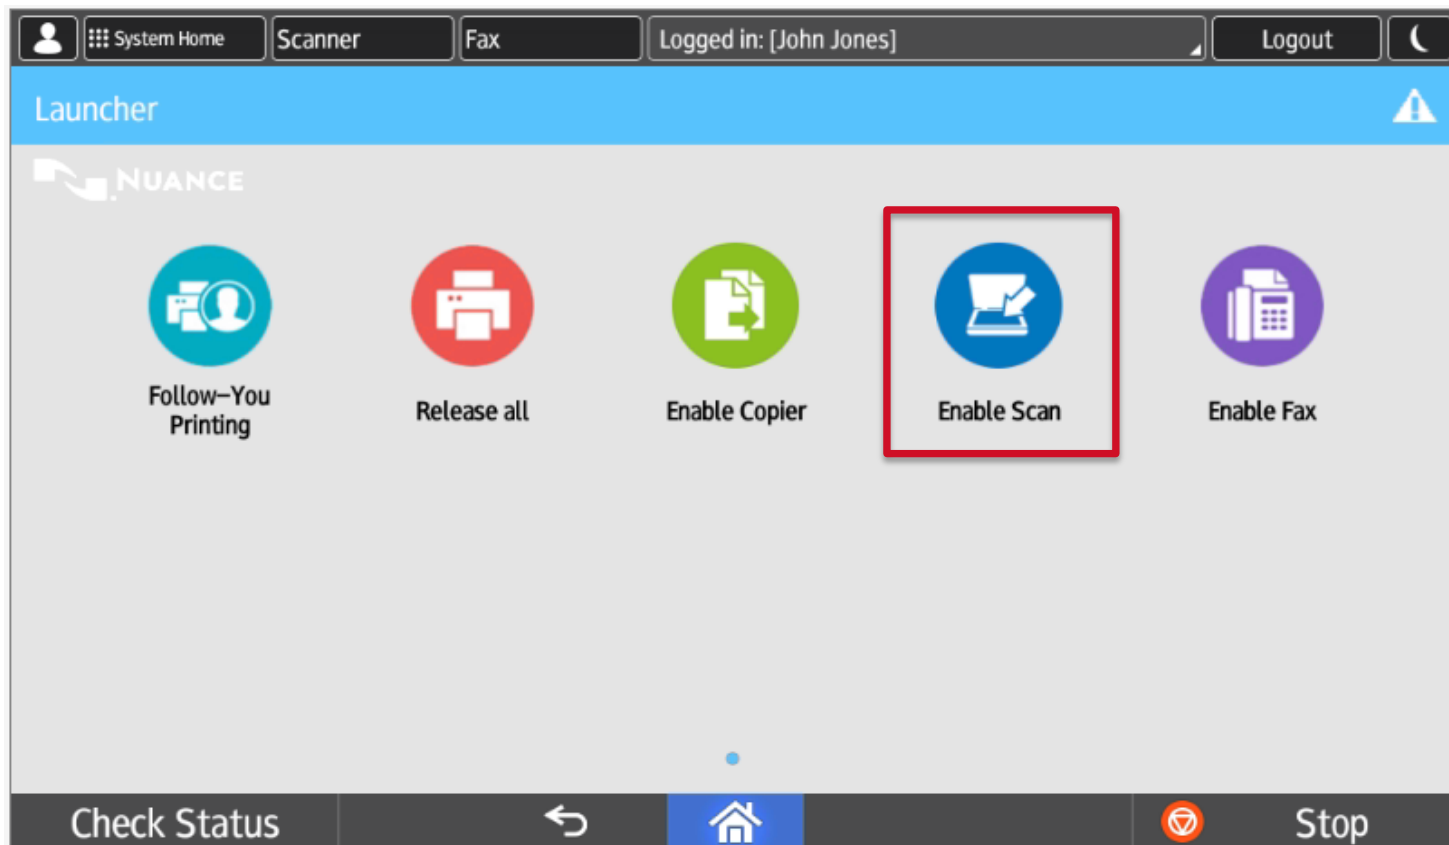 System Home
Scanner
Fax
Logged in: [John Jones]
Logout
Launcher
NUANCE
Follow-You
Printing
Release all
Enable Copier
Enable Scan
Enable Fax
Check Status
Stop